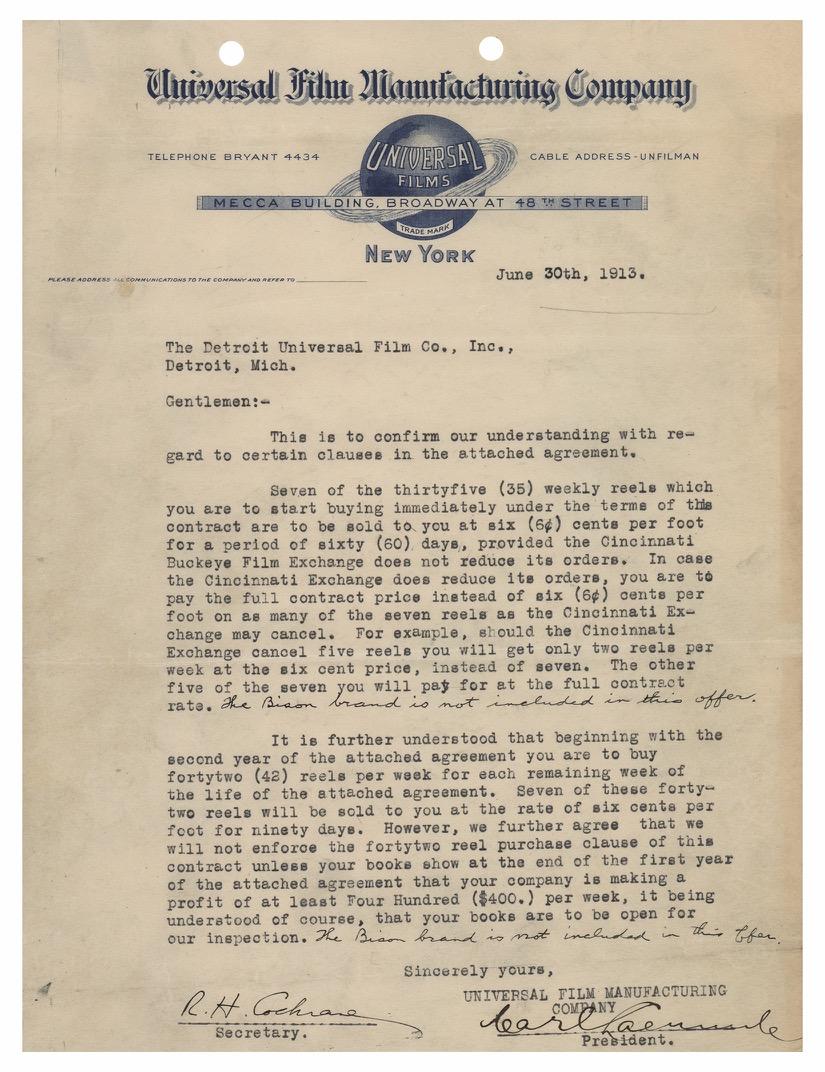 Universal Film Manufacturing Company
TELEPHONE BRYANT 4434
UNIVERSAL
FILMS
CABLE ADDRESS-UNFILMAN
MECCA BUILDING, BROADWAY AT 48TH STREET
TRADE MARK
NEW YORK
PLEASE ADDRESS ALL COMMUNICATIONS TO THE COMPANY AND REFER TO
June 30th, 1913.
The Detroit Universal Film Co., Inc.,
Detroit, Mich.
Gentlemen:-
This is to confirm our understanding with re-
gard to certain clauses in the attached agreement.
Seven of the thirtyfive (35) weekly reels which
you are to start buying immediately under the terms of this
contract are to be sold to you at six (6¢) cents per foot
for a period of sixty (60) days, provided the Cincinnati
Buckeye Film Exchange does not reduce its orders. In case
the Cincinnati Exchange does reduce its orders, you are to
pay the full contract price instead of six (6¢) cents per
foot on as many of the seven reels as the Cincinnati Ex-
change may cancel. For example, should the Cincinnati
Exchange cancel five reels you will get only two reels per
week at the six cent price, instead of seven. The other
five of the seven you will pay for at the full contract
rate. The Bison brand is not included in this offer.
It is further understood that beginning with the
second year of the attached agreement you are to buy
fortytwo (42) reels per week for each remaining week of
the life of the attached agreement. Seven of these forty-
two reels will be sold to you at the rate of six cents per
foot for ninety days. However, we further agree that we
will not enforce the fortytwo reel purchase clause of this
contract unless your books show at the end of the first year
of the attached agreement that your company is making a
profit of at least Four Hundred ($400.) per week, it being
understood of course, that your books are to be open for
our inspection. The Bison brand is not included in this offer.
Sincerely yours,
UNIVERSAL FILM MANUFACTURING
COMPANY
R. H. Cochrane
Carl Laemmle
Secretary.
President.